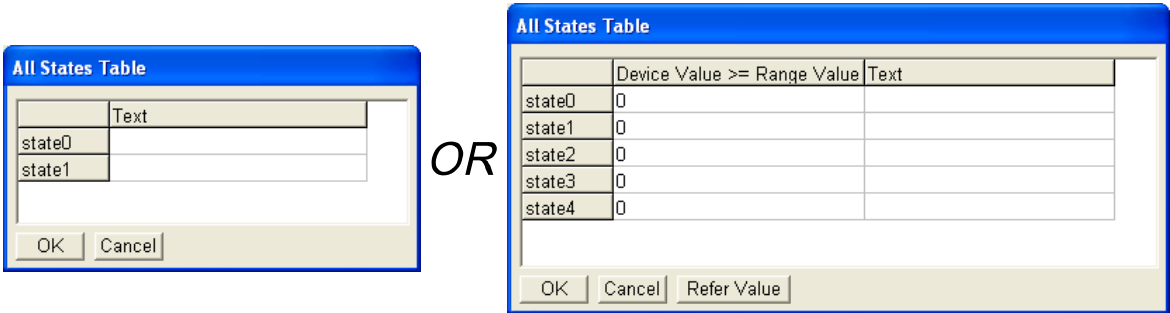 All States Table
Text
state0
state1
OK Cancel
OR
All States Table
Device Value >= Range Value Text
state0 0
state1 0
state2 0
state3 0
state4 0
OK Cancel Refer Value